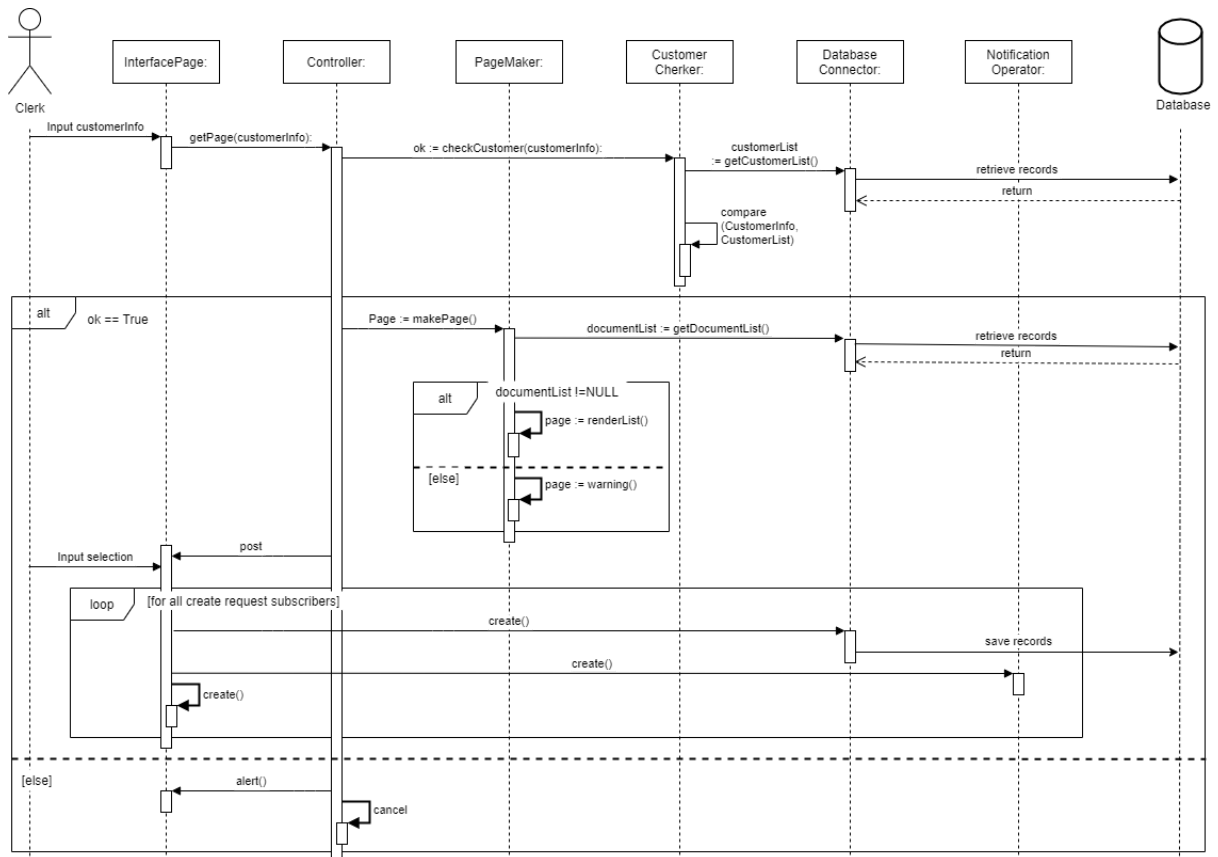 InterfacePage:
Controller:
PageMaker:
Customer
Cherker:
Database
Connector:
Notification
Operator:
Clerk
Database
Input customerInfo
getPage(customerInfo):
ok := checkCustomer(customerInfo):
customerList
:= getCustomerList()
retrieve records
return
compare
(CustomerInfo,
CustomerList)
alt
ok == True
Page := makePage()
documentList := getDocumentList()
retrieve records
return
alt
documentList !=NULL
page := renderList()
[else]
page := warning()
post
Input selection
loop
[for all create request subscribers]
create()
save records
create()
create()
[else]
alert()
cancel